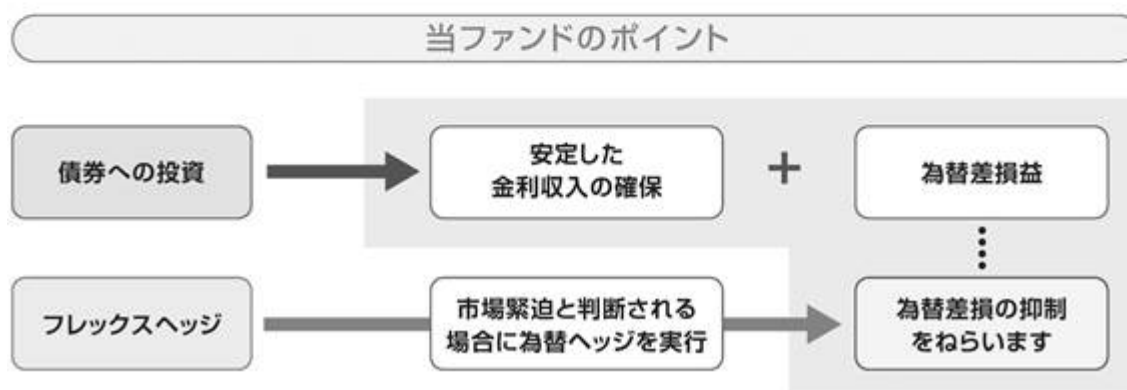 当ファンドのポイント
債券への投資
安定した
金利収入の確保
+
為替差損益
フレックスヘッジ
市場緊迫と判断される
場合に為替ヘッジを実行
為替差損の抑制
をねらいます